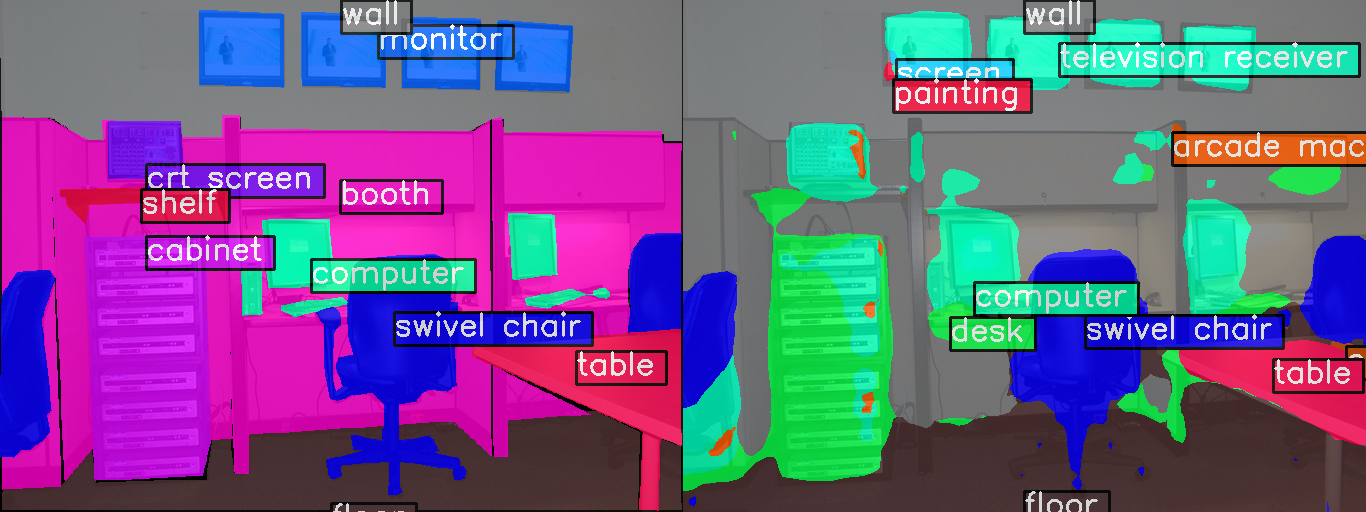 wall
monitor
crt screen
shelf
booth
cabinet
computer
swivel chair
table
floor
wall
television receiver
screen
painting
arcade mac
computer
desk
swivel chair
table
floor